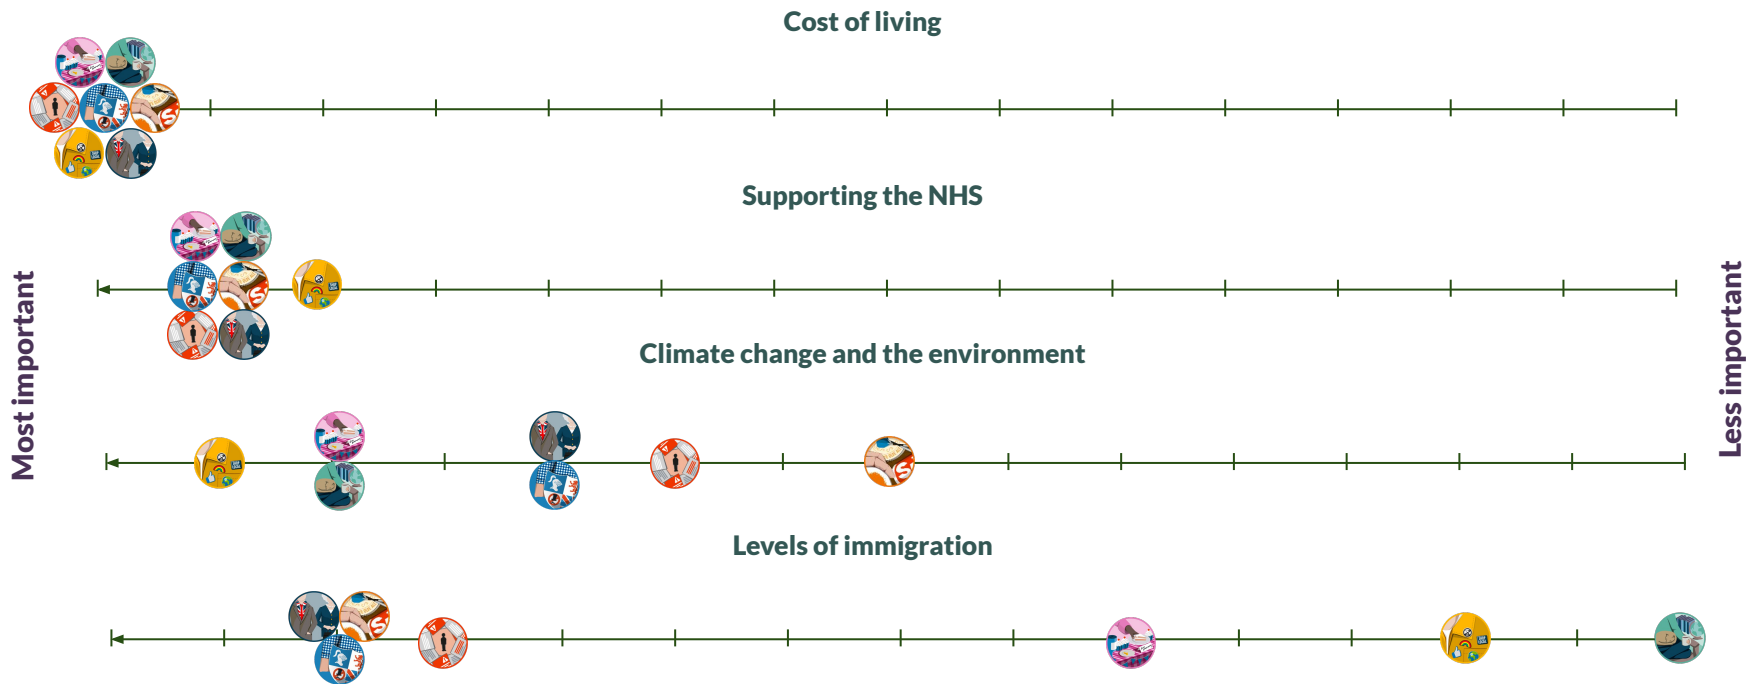 Cost of living
Supporting the NHS
Most important
Less important
Climate change and the environment
Levels of immigration